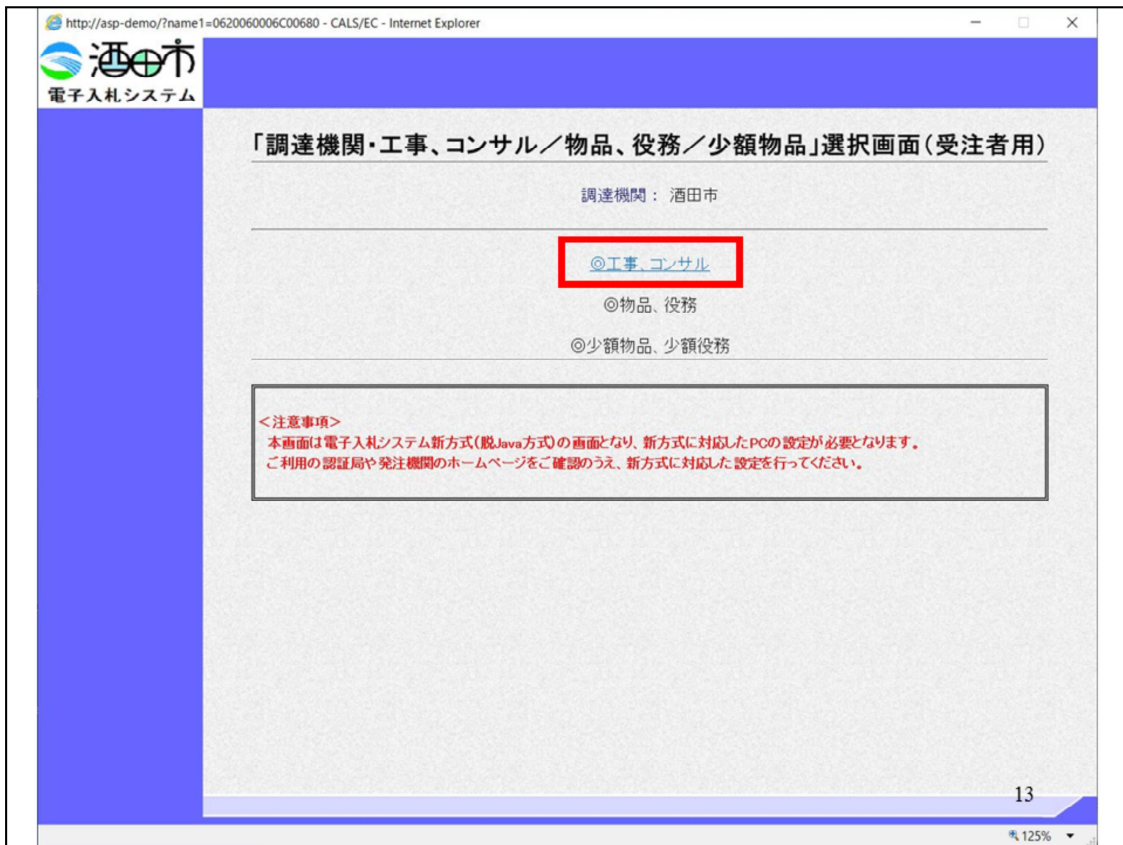 http://asp-demo/?name1=0620060006C00680 - CALS/EC - Internet Explorer
酒田市
電子入札システム
「調達機関・工事、コンサル／物品、役務／少額物品」選択画面(受注者用)
調達機関： 酒田市
◎工事、コンサル
◎物品、役務
◎少額物品、少額役務
＜注意事項＞
本画面は電子入札システム新方式(脱Java方式)の画面となり、新方式に対応したPCの設定が必要となります。
ご利用の認証局や発注機関のホームページをご確認のうえ、新方式に対応した設定を行ってください。
13
125%